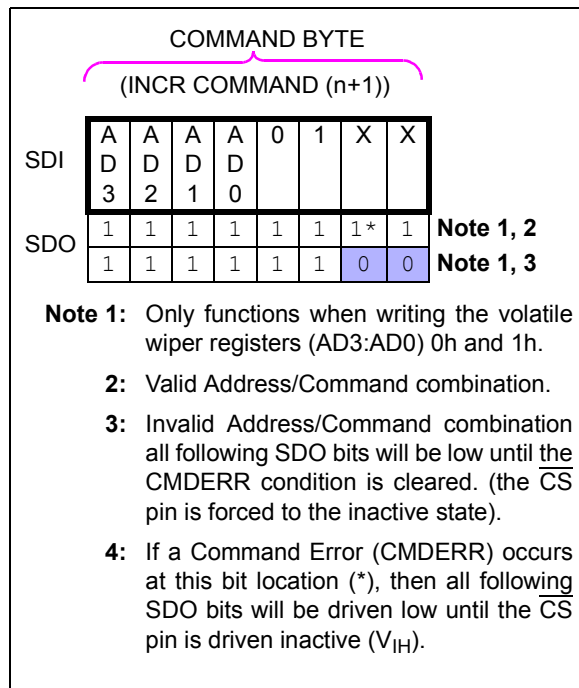 COMMAND BYTE
(INCR COMMAND (n+1))
SDI
A A A A 0 1 X X
D D D D
3 2 1 0
SDO
1 1 1 1 1 1 1* 1 Note 1, 2
1 1 1 1 1 1 0 0 Note 1, 3
Note 1: Only functions when writing the volatile
wiper registers (AD3:AD0) 0h and 1h.
2: Valid Address/Command combination.
3: Invalid Address/Command combination
all following SDO bits will be low until the
CMDERR condition is cleared. (the CS
pin is forced to the inactive state).
4: If a Command Error (CMDERR) occurs
at this bit location (*), then all following
SDO bits will be driven low until the CS
pin is driven inactive (VIH).